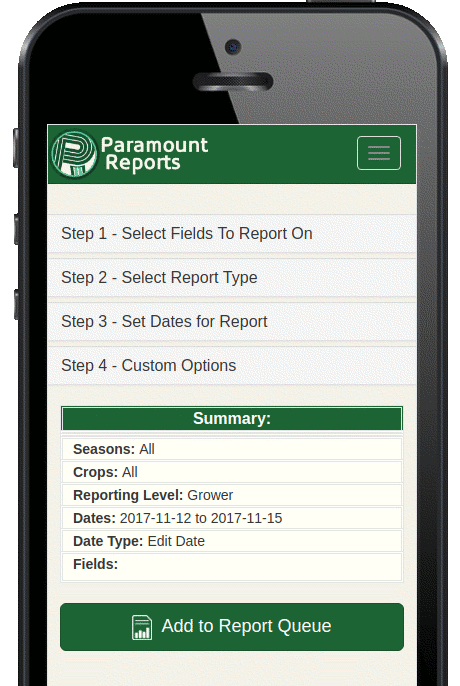 Paramount
Reports
Step 1 - Select Fields To Report On
Step 2 - Select Report Type
Step 3 - Set Dates for Report
Step 4 - Custom Options
Summary:
Seasons: All
Crops: All
Reporting Level: Grower
Dates: 2017-11-12 to 2017-11-15
Date Type: Edit Date
Fields:
Add to Report Queue